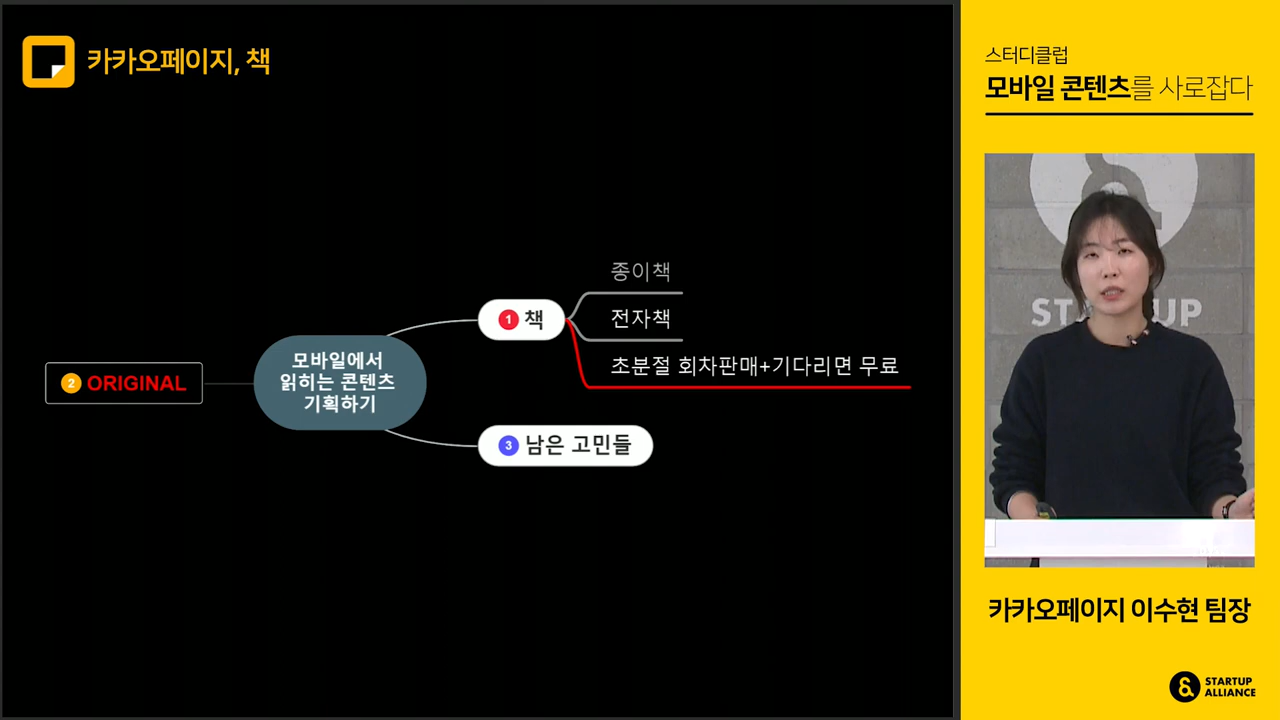 카카오페이지, 책
종이책
전자책
초분절 회차판매+기다리면 무료
1 책
2 ORIGINAL
모바일에서
읽히는 콘텐츠
기획하기
3 남은 고민들
스터디클럽
모바일 콘텐츠를 사로잡다
카카오페이지 이수현 팀장
STARTUP
ALLIANCE